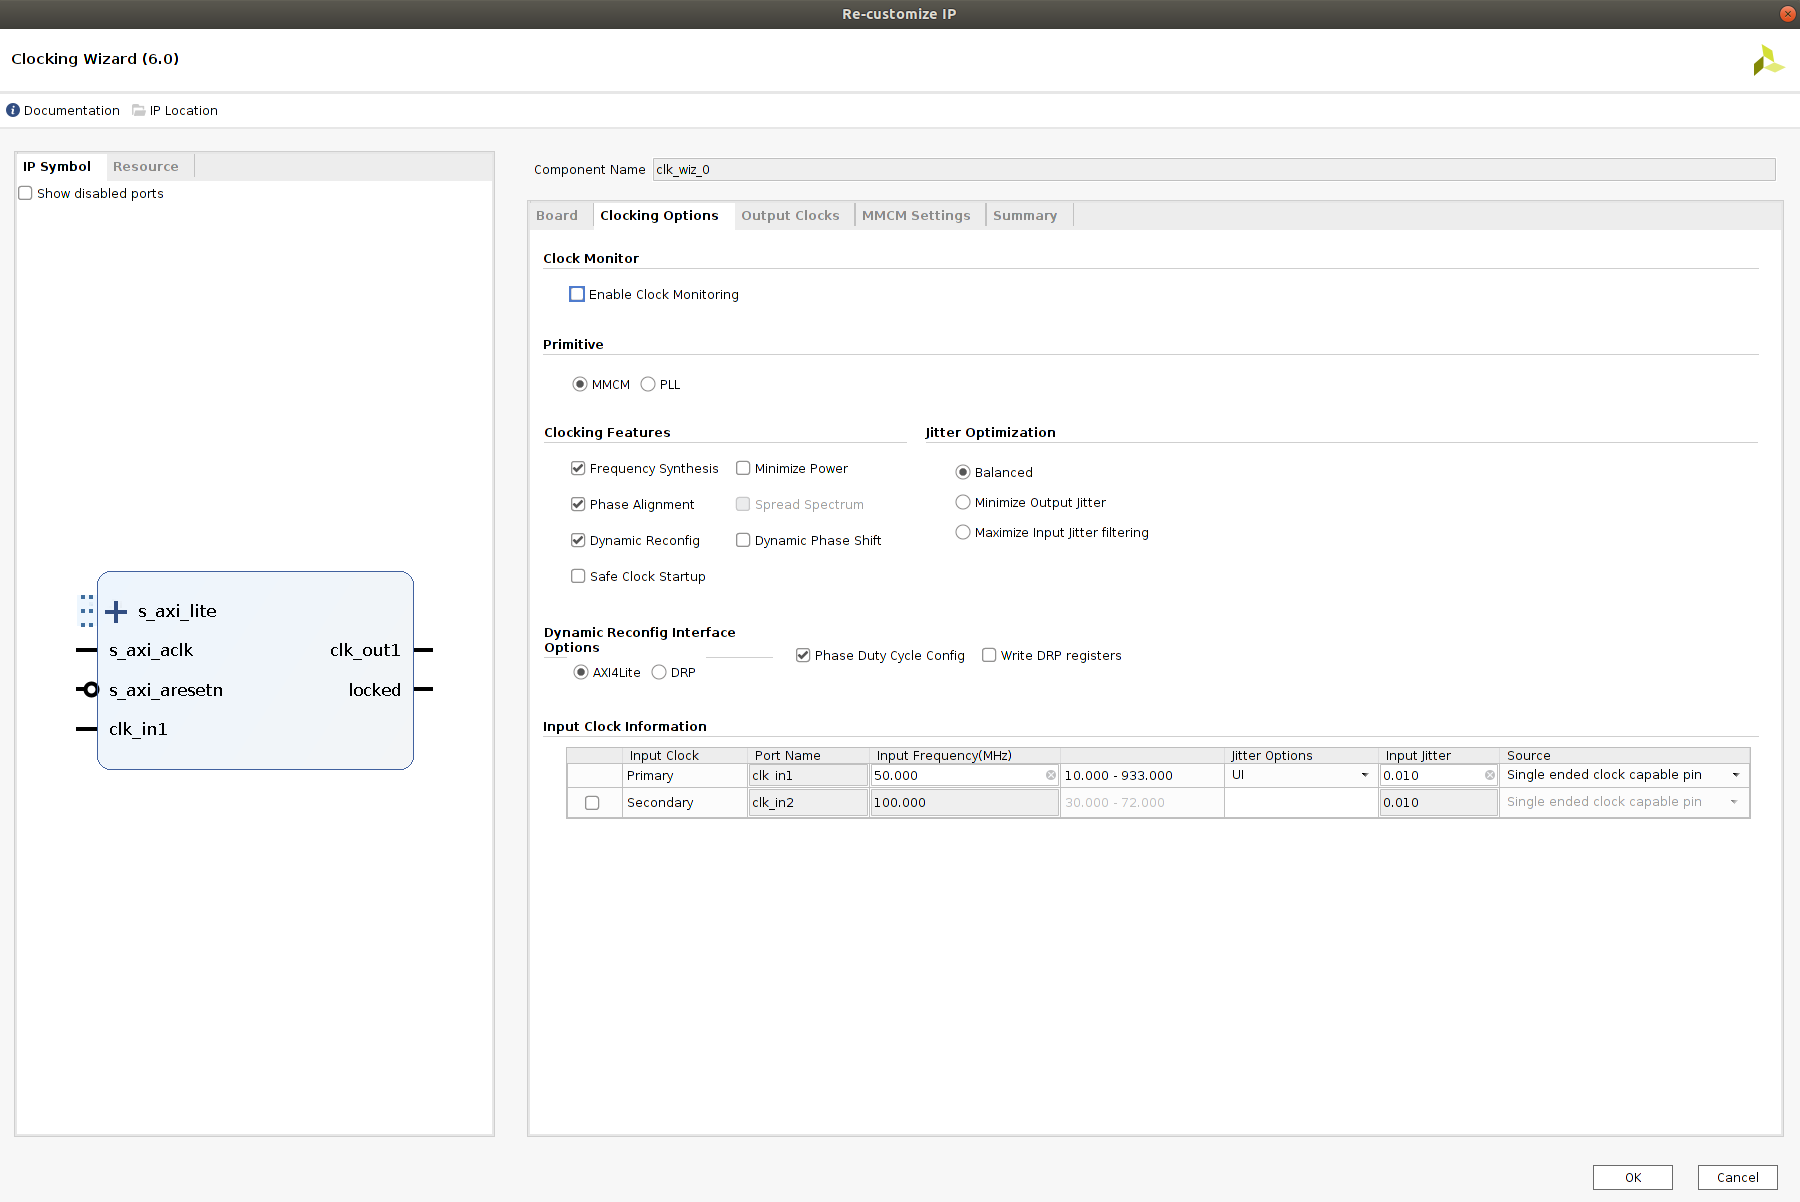 Re-customize IP
Clocking Wizard (6.0)
Documentation IP Location
IP Symbol Resource
Show disabled ports
s_axi_lite
s_axi_aclk clk_out1
s_axi_aresetn locked
clk_in1
Component Name clk_wiz_0
Board Clocking Options Output Clocks MMCM Settings Summary
Clock Monitor
Enable Clock Monitoring
Primitive
MMCM PLL
Clocking Features
Frequency Synthesis Minimize Power
Phase Alignment Spread Spectrum
Dynamic Reconfig Dynamic Phase Shift
Safe Clock Startup
Jitter Optimization
Balanced
Minimize Output Jitter
Maximize Input Jitter filtering
Dynamic Reconfig Interface
Options
AXI4Lite DRP
Phase Duty Cycle Config Write DRP registers
Input Clock Information
Input Clock Port Name Input Frequency(MHz) Jitter Options Input Jitter Source
Primary clk_in1 50.000 10.000 - 933.000 UI 0.010 Single ended clock capable pin
Secondary clk_in2 100.000 30.000 - 72.000 0.010 Single ended clock capable pin
OK Cancel